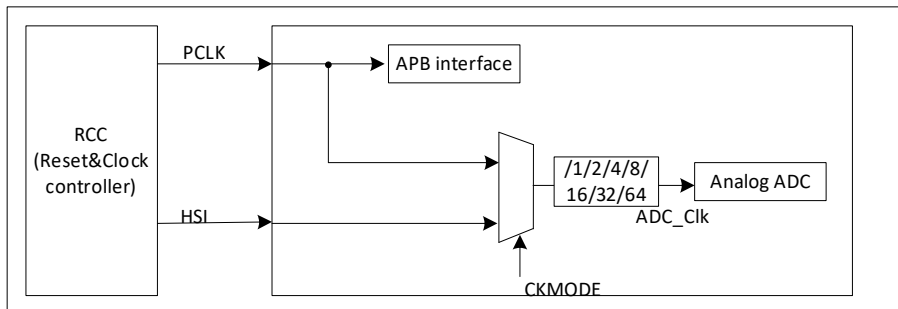 PCLK
APB interface
RCC
(Reset&Clock
controller)
/1/2/4/8/
16/32/64
Analog ADC
ADC_Clk
HSI
CKMODE